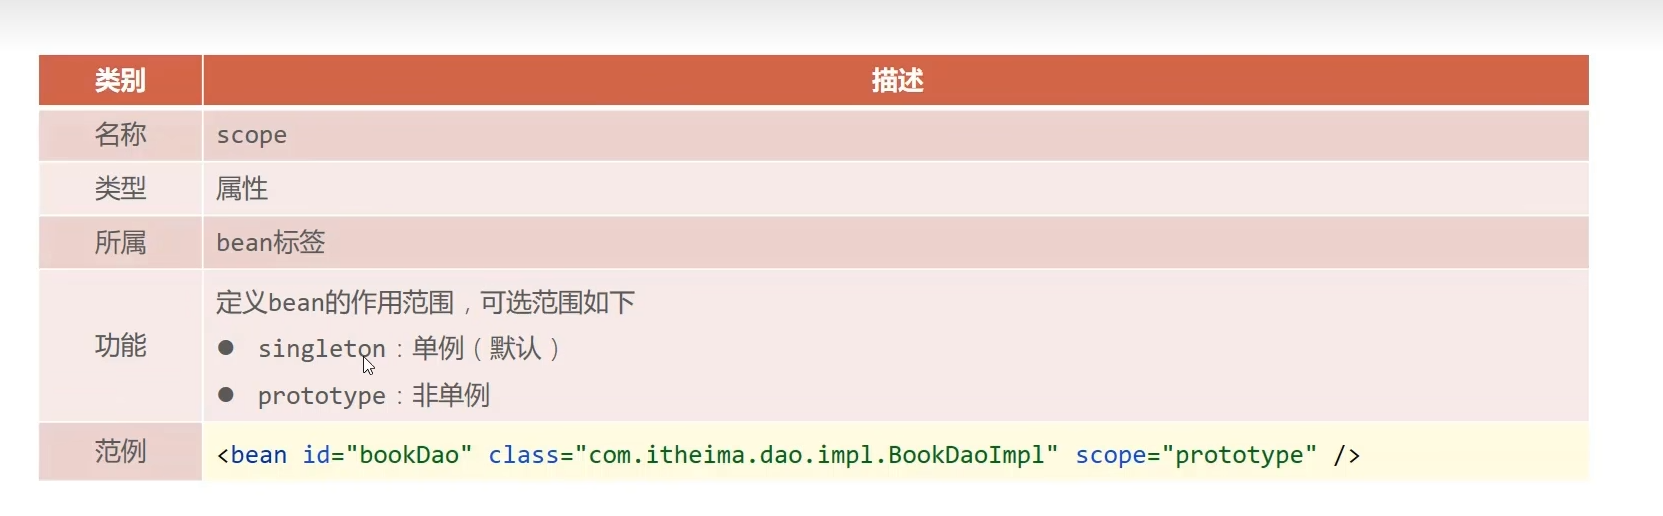 类别 描述
名称 scope
类型 属性
所属 bean标签
功能 定义bean的作用范围，可选范围如下
● singleton：单例（默认）
● prototype：非单例
范例 <bean id="bookDao" class="com.itheima.dao.impl.BookDaoImpl" scope="prototype" />